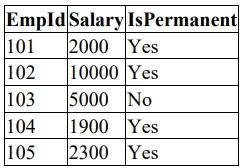 EmpId Salary IsPermanent
101 2000 Yes
102 10000 Yes
103 5000 No
104 1900 Yes
105 2300 Yes